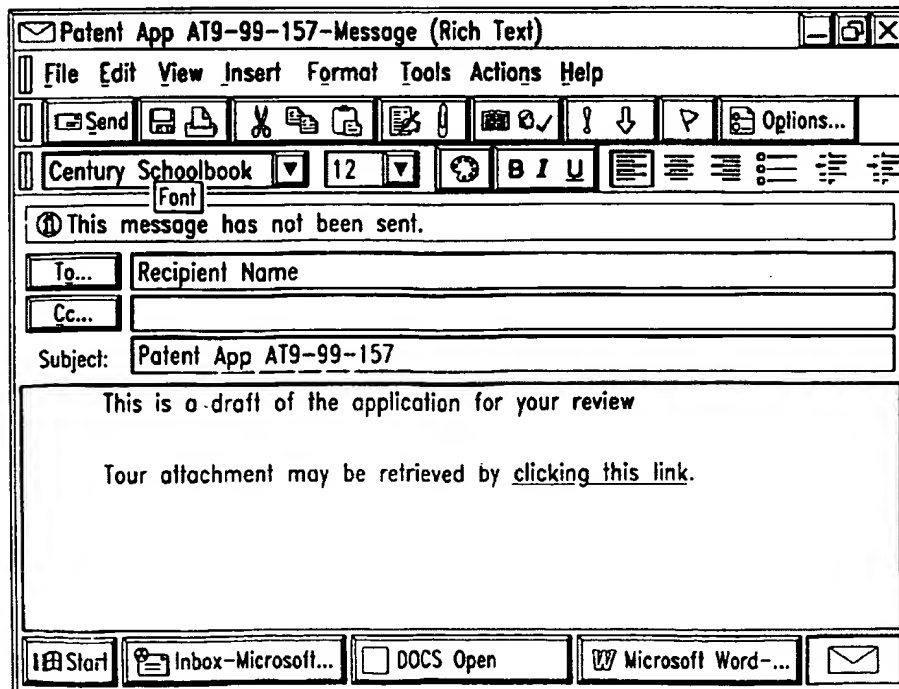 Patent App AT9-99-157-Message (Rich Text)
File Edit View Insert Format Tools Actions Help
Send Options...
Century Schoolbook 12 B I U
Font
This message has not been sent.
To... Recipient Name
Cc...
Subject: Patent App AT9-99-157
This is a draft of the application for your review
Tour attachment may be retrieved by clicking this link.
Start Inbox-Microsoft... DOCS Open W Microsoft Word-...